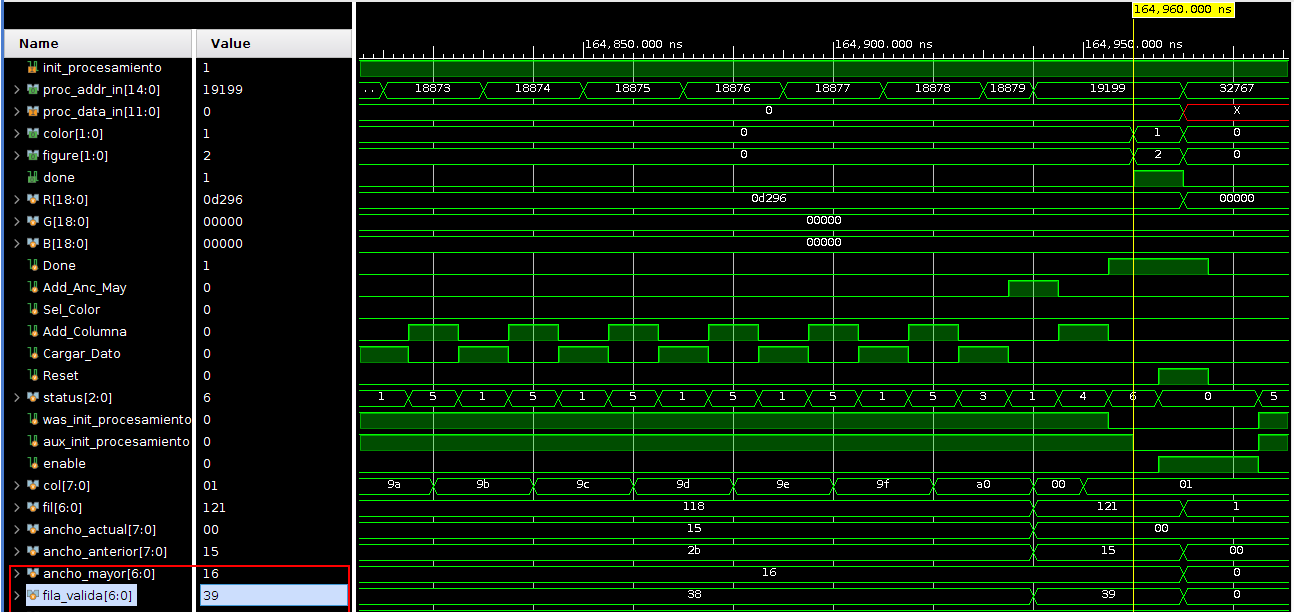 164,960.000 ns
Name Value 164,850.000 ns 164,900.000 ns 164,950.000 ns
init_procesamiento 1
proc_addr_in[14:0] 19199 .. 18873 18874 18875 18876 18877 18878 18879 19199 32767
proc_data_in[11:0] 0 0 X
color[1:0] 1 0 1 0
figure[1:0] 2 0 2 0
done 1
R[18:0] 0d296 0d296 00000
G[18:0] 00000 00000
B[18:0] 00000 00000
Done 1
Add_Anc_May 0
Sel_Color 0
Add_Columna 0
Cargar_Dato 0
Reset 0
status[2:0] 6 1 5 1 5 1 5 1 5 1 5 1 5 3 1 4 6 0 5
was_init_procesamiento 0
aux_init_procesamiento 0
enable 0
col[7:0] 01 9a 9b 9c 9d 9e 9f a0 00 01
fil[6:0] 121 118 121 1
ancho_actual[7:0] 00 15 00
ancho_anterior[7:0] 15 2b 15 00
ancho_mayor[6:0] 16 16 0
fila_valida[6:0] 39 38 39 0